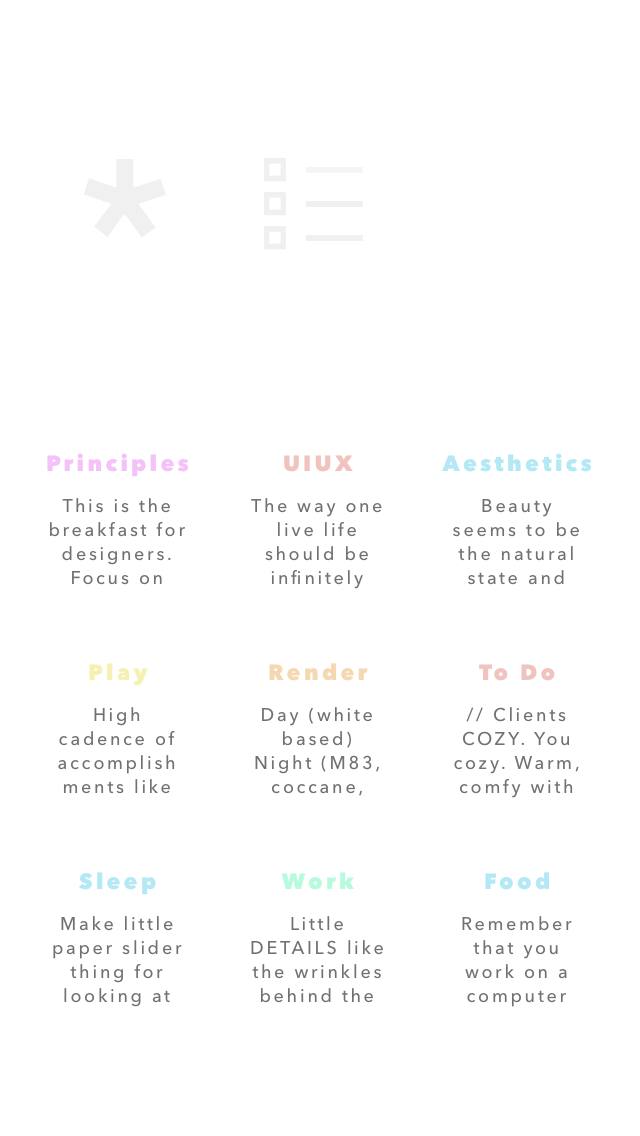 Principles
This is the
breakfast for
designers.
Focus on
UIUX
The way one
live life
should be
infinitely
Aesthetics
Beauty
seems to be
the natural
state and
Play
High
cadence of
accomplish
ments like
Render
Day (white
based)
Night (M83,
coccane,
To Do
// Clients
COZY. You
cozy. Warm,
comfy with
Sleep
Make little
paper slider
thing for
looking at
Work
Little
DETAILS like
the wrinkles
behind the
Food
Remember
that you
work on a
computer